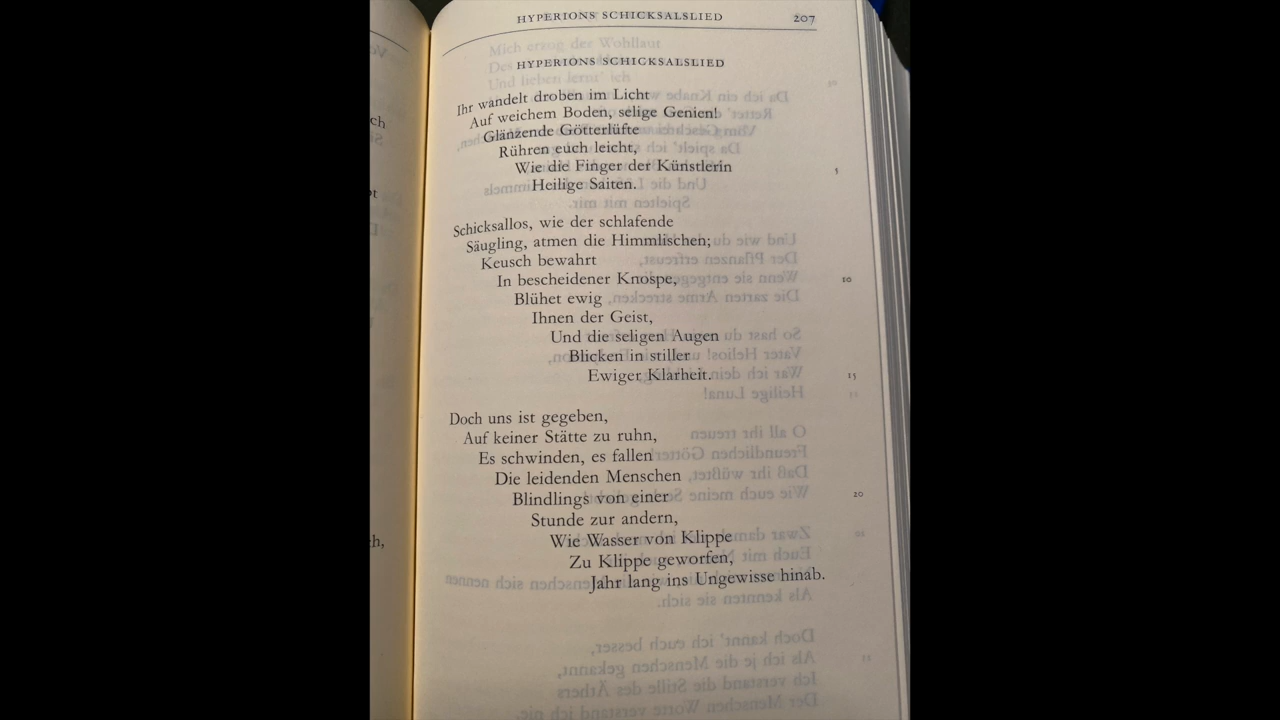 HYPERIONS SCHICKSALSLIED 207
HYPERIONS SCHICKSALSLIED
Ihr wandelt droben im Licht
Auf weichem Boden, selige Genien!
Glänzende Götterlüfte
Rühren euch leicht,
Wie die Finger der Künstlerin 5
Heilige Saiten.
Schicksallos, wie der schlafende
Säugling, atmen die Himmlischen;
Keusch bewahrt
In bescheidener Knospe, 10
Blühet ewig
Ihnen der Geist,
Und die seligen Augen
Blicken in stiller
Ewiger Klarheit. 15
Doch uns ist gegeben,
Auf keiner Stätte zu ruhn,
Es schwinden, es fallen
Die leidenden Menschen
Blindlings von einer 20
Stunde zur andern,
Wie Wasser von Klippe
Zu Klippe geworfen,
Jahr lang ins Ungewisse hinab.